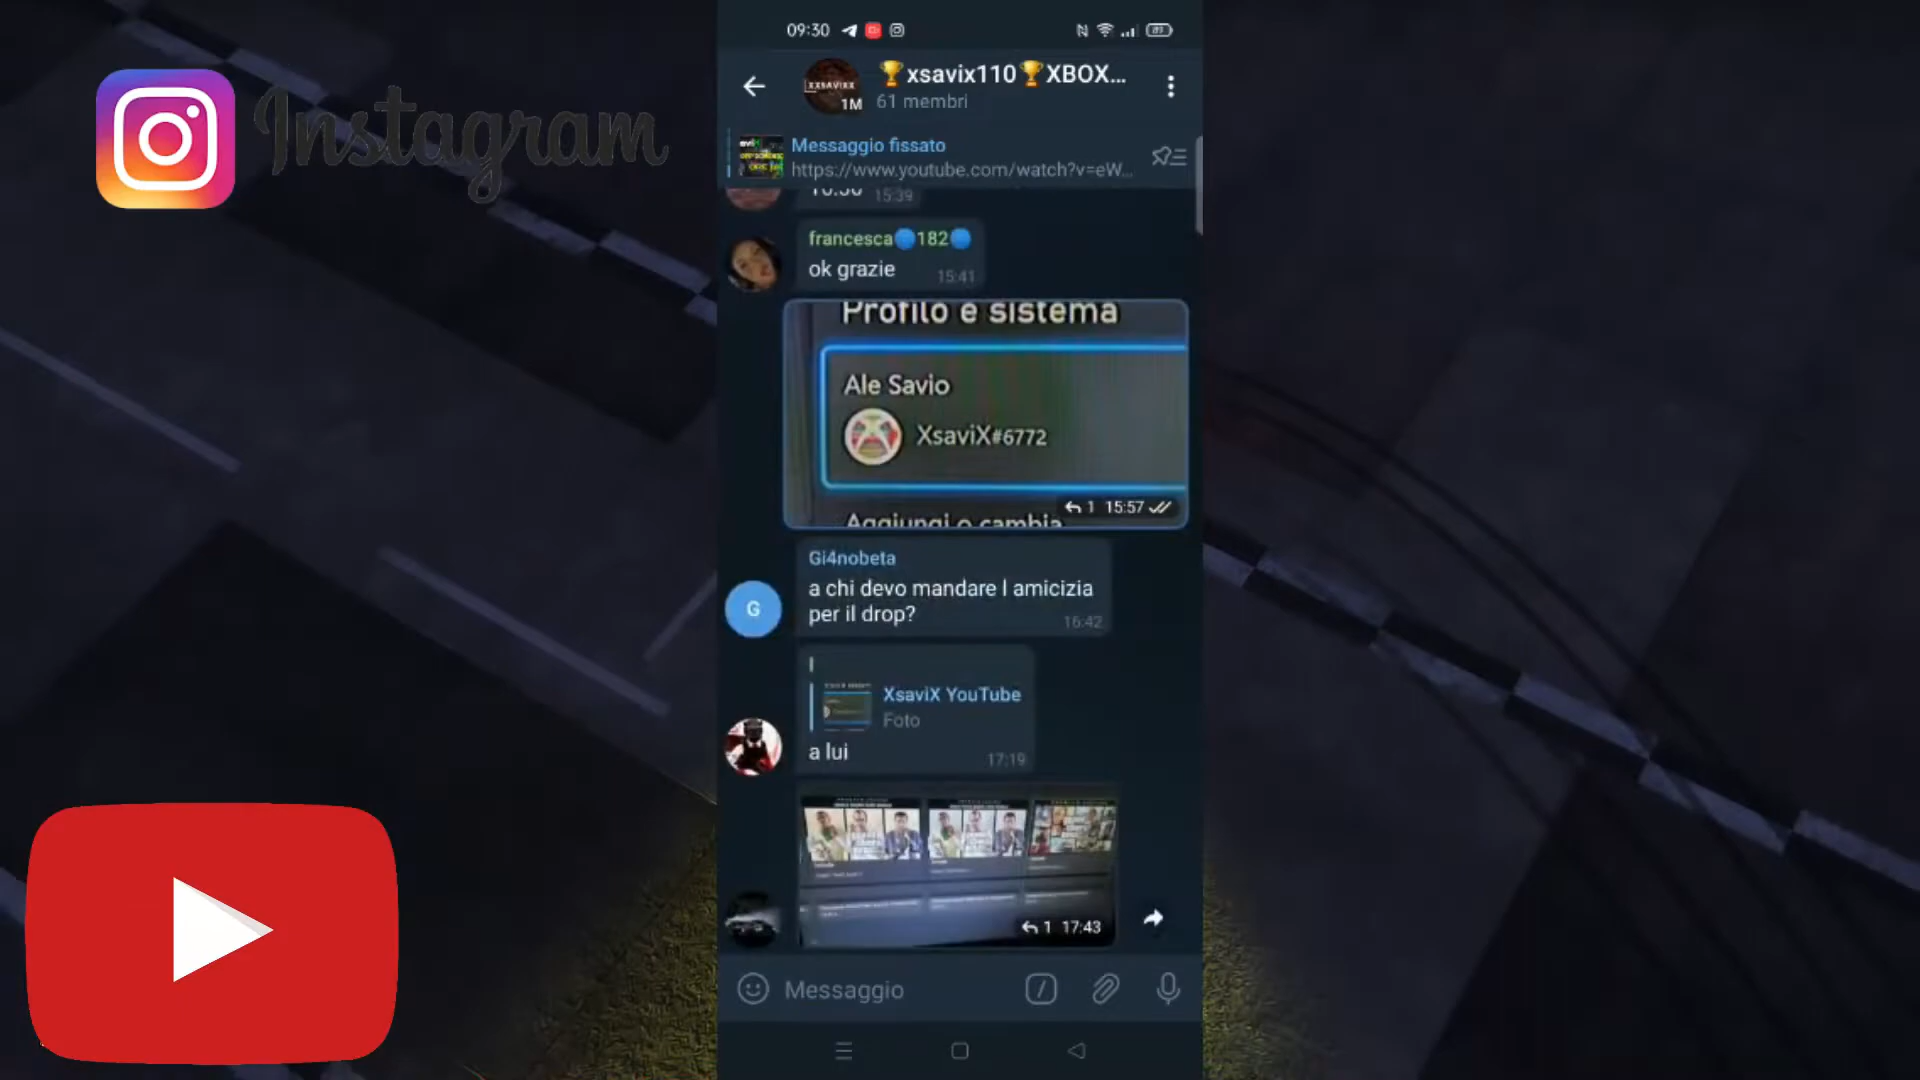 Instagram
09:30
🏆xsavix110🏆XBOX...
61 membri
1M
Messaggio fissato
https://www.youtube.com/watch?v=eW...
15:39
francesca🔵182🔵
ok grazie
15:41
Profilo e sistema
Ale Savio
XsaviX#6772
1 15:57
Aggiungi o cambia
Gi4nobeta
G
a chi devo mandare l amicizia
per il drop?
16:42
XsaviX YouTube
Foto
a lui
17:19
1 17:43
Messaggio